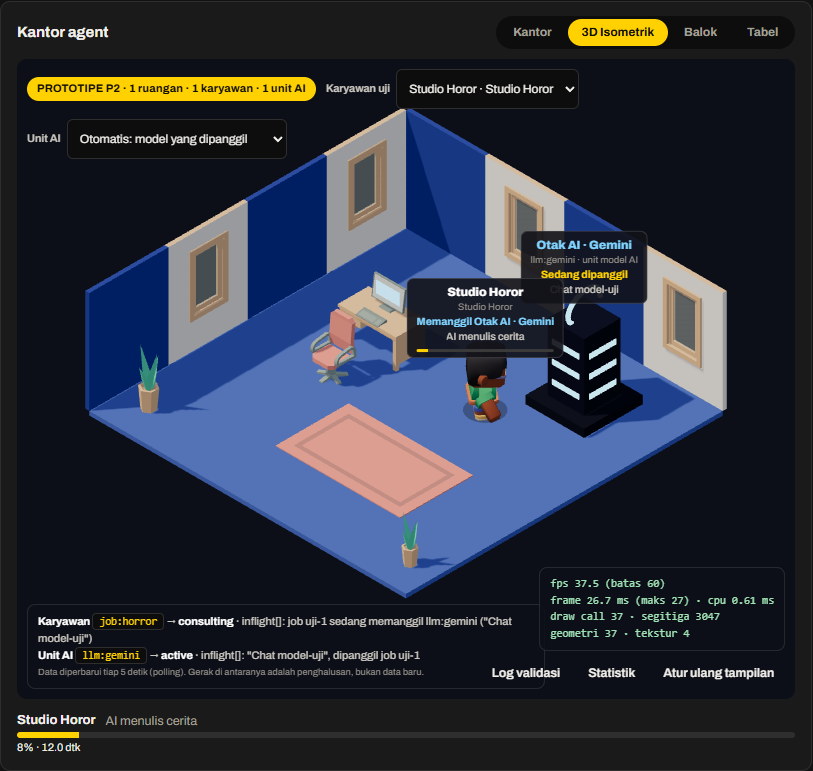 Kantor agent
Kantor
3D Isometrik
Balok
Tabel
PROTOTIPE P2 · 1 ruangan · 1 karyawan · 1 unit AI
Karyawan uji
Studio Horor · Studio Horor
Unit AI
Otomatis: model yang dipanggil
Otak AI · Gemini
llm:gemini · unit model AI
Sedang dipanggil
at model-uji
Studio Horor
Studio Horor
Memanggil Otak AI · Gemini
AI menulis cerita
fps 37.5 (batas 60)
frame 26.7 ms (maks 27) · cpu 0.61 ms
draw call 37 · segitiga 3047
geometri 37 · tekstur 4
Karyawan job:horror → consulting · inflight[]: job uji-1 sedang memanggil llm:gemini ("Chat
model-uji")
Unit AI llm:gemini → active · inflight[]: "Chat model-uji", dipanggil job uji-1
Data diperbarui tiap 5 detik (polling). Gerak di antaranya adalah penghalusan, bukan data baru.
Log validasi
Statistik
Atur ulang tampilan
Studio Horor AI menulis cerita
8% · 12.0 dtk